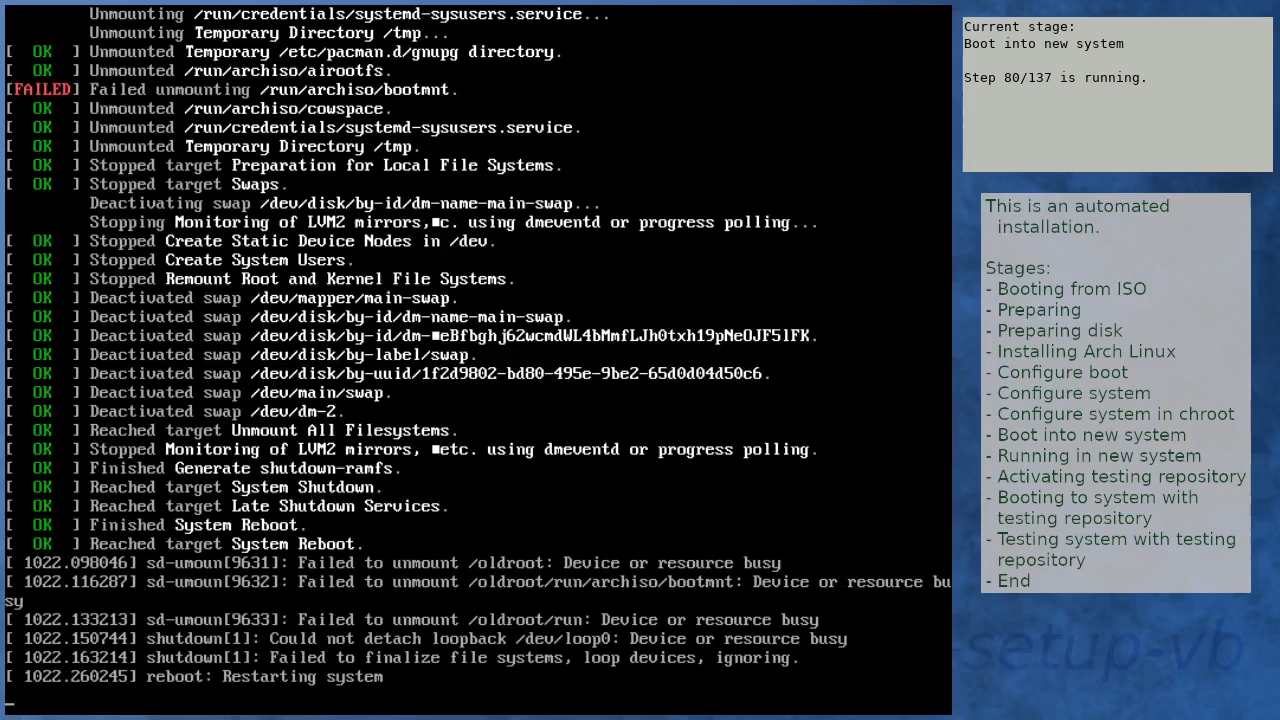 Unmounting /run/credentials/systemd-sysusers.service...
Unmounting Temporary Directory /tmp...
[  OK  ] Unmounted Temporary /etc/pacman.d/gnupg directory.
[  OK  ] Unmounted /run/archiso/airootfs.
[FAILED] Failed unmounting /run/archiso/bootmnt.
[  OK  ] Unmounted /run/archiso/cowspace.
[  OK  ] Unmounted /run/credentials/systemd-sysusers.service.
[  OK  ] Unmounted Temporary Directory /tmp.
[  OK  ] Stopped target Preparation for Local File Systems.
[  OK  ] Stopped target Swaps.
Deactivating swap /dev/disk/by-id/dm-name-main-swap...
Stopping Monitoring of LVM2 mirrors,■c. using dmeventd or progress polling...
[  OK  ] Stopped Create Static Device Nodes in /dev.
[  OK  ] Stopped Create System Users.
[  OK  ] Stopped Remount Root and Kernel File Systems.
[  OK  ] Deactivated swap /dev/mapper/main-swap.
[  OK  ] Deactivated swap /dev/disk/by-id/dm-name-main-swap.
[  OK  ] Deactivated swap /dev/disk/by-id/dm-■eBfbghj62wcmdWL4bMmfLJh0txh19pNeOJF5lFK.
[  OK  ] Deactivated swap /dev/disk/by-label/swap.
[  OK  ] Deactivated swap /dev/disk/by-uuid/1f2d9802-bd80-495e-9be2-65d0d04d50c6.
[  OK  ] Deactivated swap /dev/main/swap.
[  OK  ] Deactivated swap /dev/dm-2.
[  OK  ] Reached target Unmount All Filesystems.
[  OK  ] Stopped Monitoring of LVM2 mirrors, ■etc. using dmeventd or progress polling.
[  OK  ] Finished Generate shutdown-ramfs.
[  OK  ] Reached target System Shutdown.
[  OK  ] Reached target Late Shutdown Services.
[  OK  ] Finished System Reboot.
[  OK  ] Reached target System Reboot.
[ 1022.098046] sd-umoun[9631]: Failed to unmount /oldroot: Device or resource busy
[ 1022.116287] sd-umoun[9632]: Failed to unmount /oldroot/run/archiso/bootmnt: Device or resource bu
sy
[ 1022.133213] sd-umoun[9633]: Failed to unmount /oldroot/run: Device or resource busy
[ 1022.150744] shutdown[1]: Could not detach loopback /dev/loop0: Device or resource busy
[ 1022.163214] shutdown[1]: Failed to finalize file systems, loop devices, ignoring.
[ 1022.260245] reboot: Restarting system
_
Current stage:
Boot into new system
Step 80/137 is running.
This is an automated
installation.
Stages:
- Booting from ISO
- Preparing
- Preparing disk
- Installing Arch Linux
- Configure boot
- Configure system
- Configure system in chroot
- Boot into new system
- Running in new system
- Activating testing repository
- Booting to system with
testing repository
- Testing system with testing
repository
- End
-setup-vb